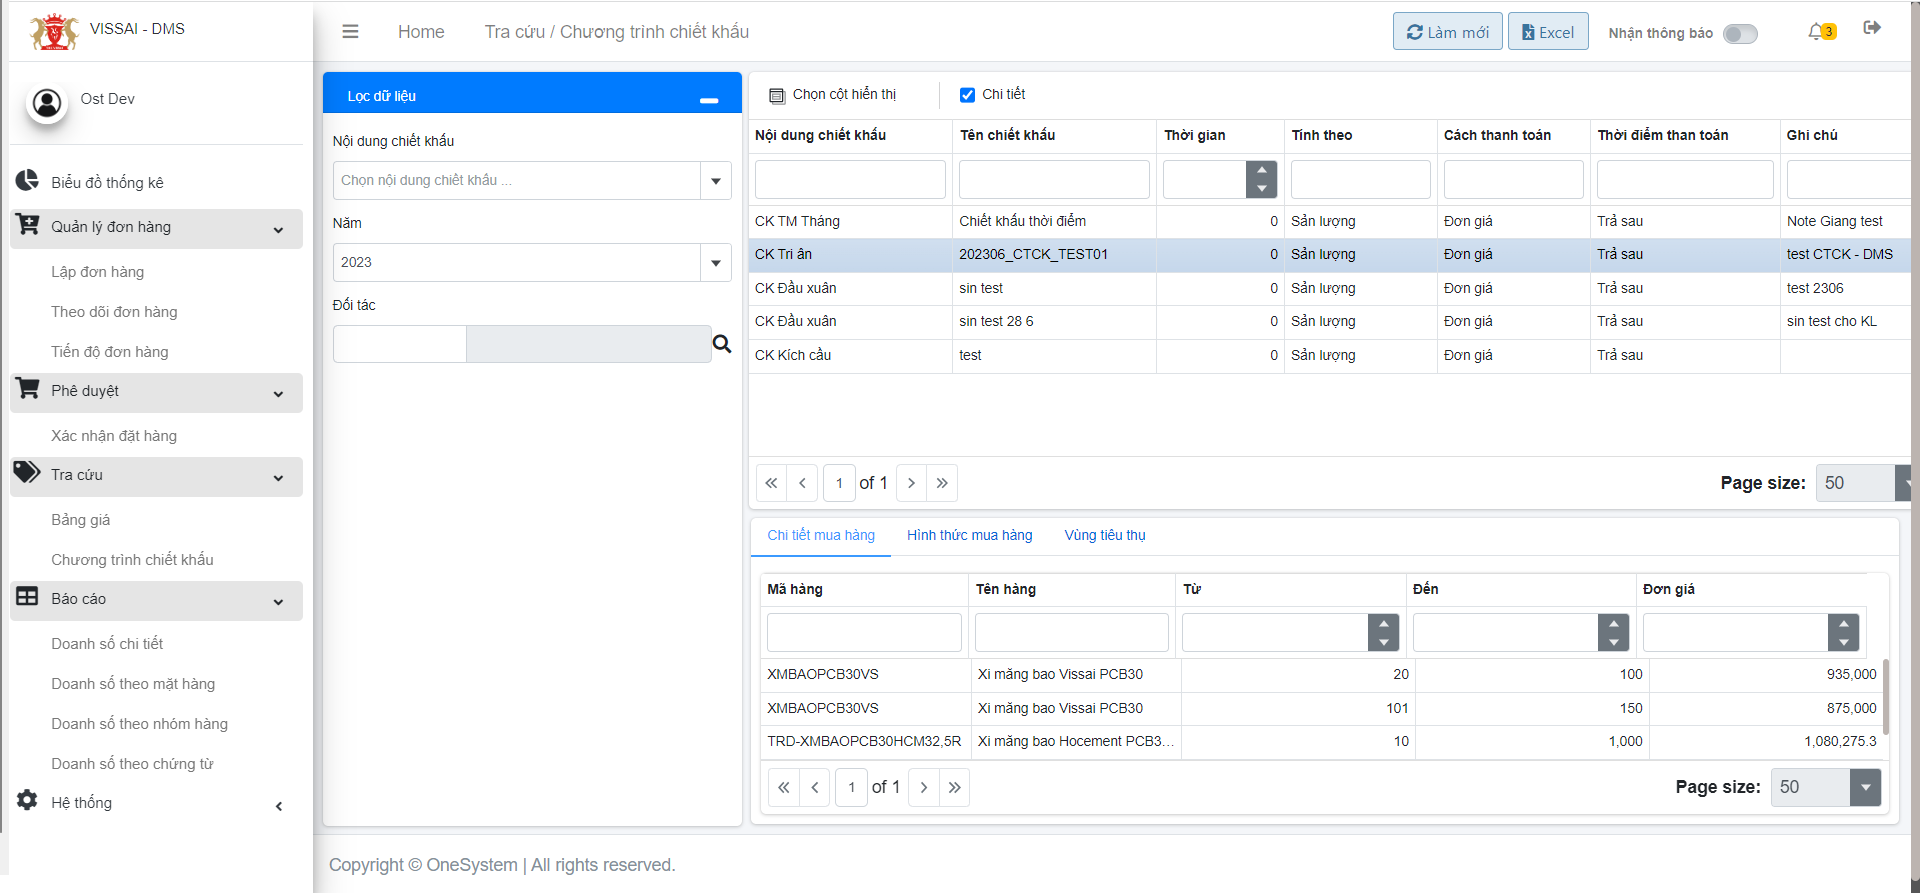 VISSAI - DMS
Home
Tra cứu / Chương trình chiết khấu
Làm mới
Excel
Nhận thông báo
3
Ost Dev
Biểu đồ thống kê
Quản lý đơn hàng
Lập đơn hàng
Theo dõi đơn hàng
Tiến độ đơn hàng
Phê duyệt
Xác nhận đặt hàng
Tra cứu
Bảng giá
Chương trình chiết khấu
Báo cáo
Doanh số chi tiết
Doanh số theo mặt hàng
Doanh số theo nhóm hàng
Doanh số theo chứng từ
Hệ thống
Lọc dữ liệu
Nội dung chiết khấu
Chọn nội dung chiết khấu ...
Năm
2023
Đối tác
Chọn cột hiển thị
Chi tiết
Nội dung chiết khấu Tên chiết khấu Thời gian Tính theo Cách thanh toán Thời điểm than toán Ghi chú
CK TM Tháng Chiết khấu thời điểm 0 Sản lượng Đơn giá Trả sau Note Giang test
CK Tri ân 202306_CTCK_TEST01 0 Sản lượng Đơn giá Trả sau test CTCK - DMS
CK Đầu xuân sin test 0 Sản lượng Đơn giá Trả sau test 2306
CK Đầu xuân sin test 28 6 0 Sản lượng Đơn giá Trả sau sin test cho KL
CK Kích cầu test 0 Sản lượng Đơn giá Trả sau
1 of 1 Page size: 50
Chi tiết mua hàng Hình thức mua hàng Vùng tiêu thụ
Mã hàng Tên hàng Từ Đến Đơn giá
XMBAOPCB30VS Xi măng bao Vissai PCB30 20 100 935,000
XMBAOPCB30VS Xi măng bao Vissai PCB30 101 150 875,000
TRD-XMBAOPCB30HCM32,5R Xi măng bao Hocement PCB3... 10 1,000 1,080,275.3
1 of 1 Page size: 50
Copyright © OneSystem | All rights reserved.